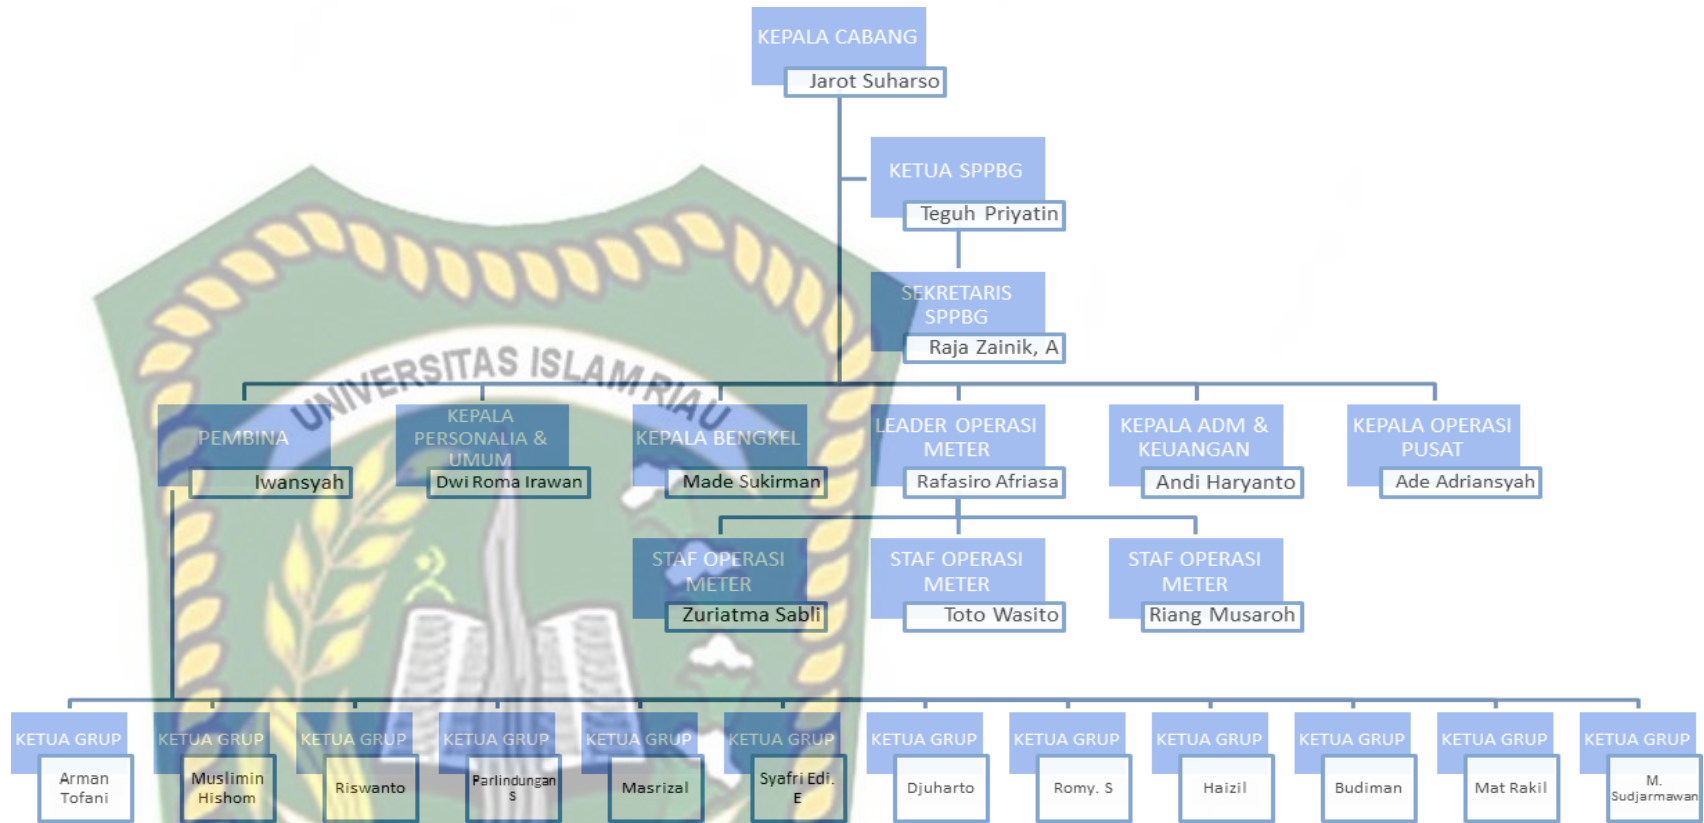 KEPALA CABANG
Jarot Suharso
KETUA SPPBG
Teguh Priyatin
SEKRETARIS
SPPBG
Raja Zainik, A
UNIVERSITAS ISLAM RIAU
PEMBINA
Iwansyah
KEPALA
PERSONALIA &
UMUM
Dwi Roma Irawan
KEPALA BENGKEL
Made Sukirman
LEADER OPERASI
METER
Rafasiro Afriasa
KEPALA ADM &
KEUANGAN
Andi Haryanto
KEPALA OPERASI
PUSAT
Ade Adriansyah
STAF OPERASI
METER
Zuriatma Sabli
STAF OPERASI
METER
Toto Wasito
STAF OPERASI
METER
Riang Musaroh
KETUA GRUP
Arman
Tofani
KETUA GRUP
Muslimin
Hishom
KETUA GRUP
Riswanto
KETUA GRUP
Parlindungan
S
KETUA GRUP
Masrizal
KETUA GRUP
Syafri Edi.
E
KETUA GRUP
Djuharto
KETUA GRUP
Romy. S
KETUA GRUP
Haizil
KETUA GRUP
Budiman
KETUA GRUP
Mat Rakil
KETUA GRUP
M.
Sudjarmawan